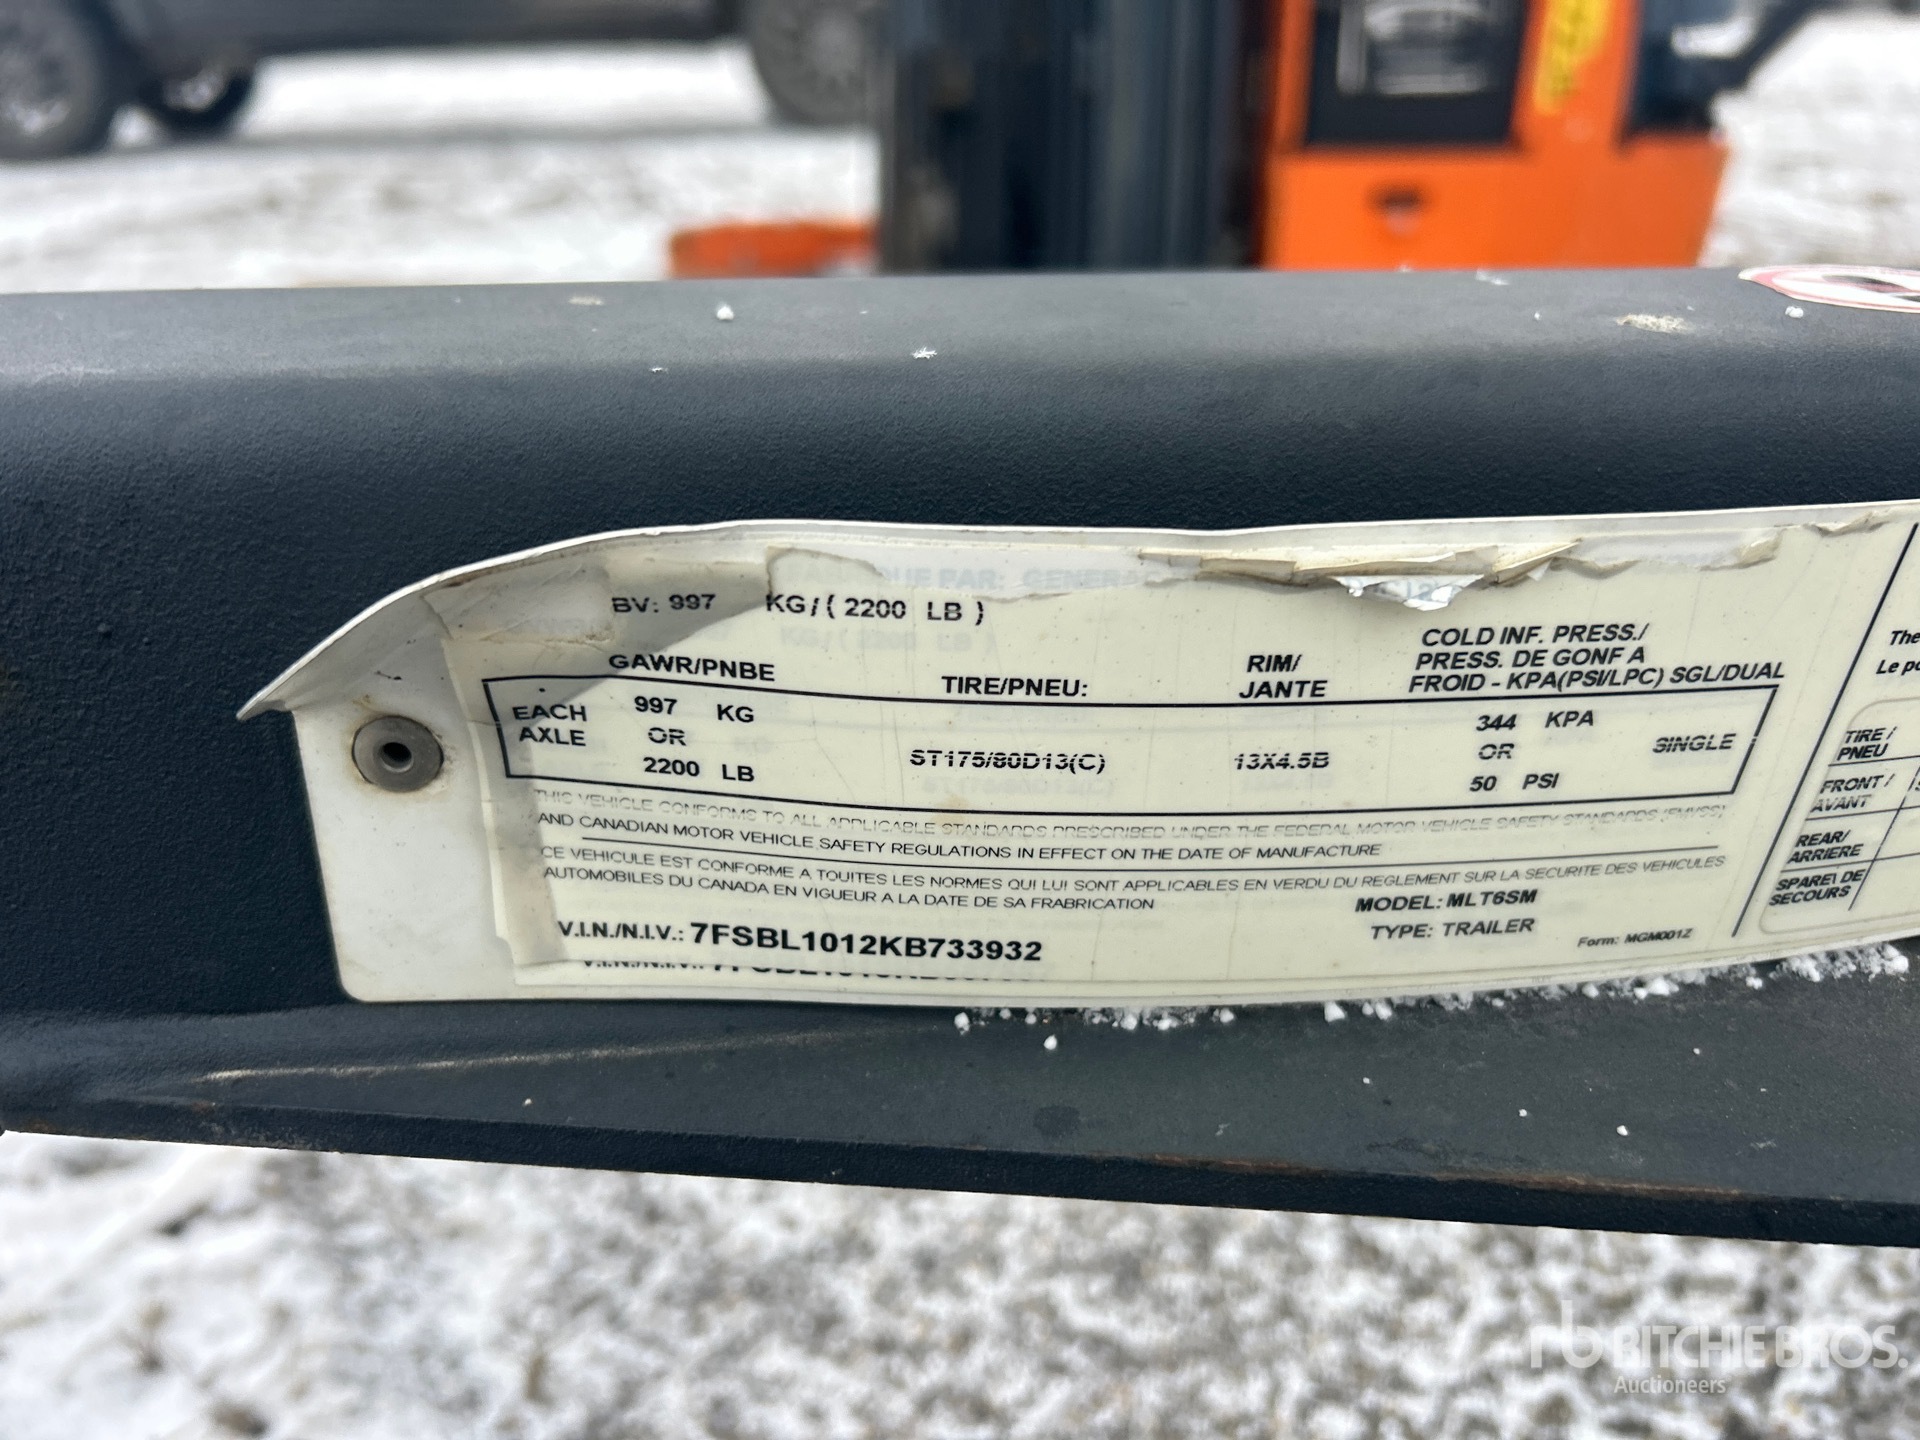 QUE PAR: GENERA
BV: 997 KG/( 2200 LB )
GAWR/PNBE
TIRE/PNEU:
RIM/
JANTE
COLD INF. PRESS./
PRESS. DE GONF A
FROID - KPA(PSI/LPC) SGL/DUAL
EACH
AXLE
997 KG
OR
2200 LB
ST175/80D13(C)
13X4.5B
344 KPA
OR
50 PSI
SINGLE
THIS VEHICLE CONFORMS TO ALL APPLICABLE STANDARDS PRESCRIBED UNDER THE FEDERAL MOTOR VEHICLE SAFETY STANDARDS (FMVSS)
AND CANADIAN MOTOR VEHICLE SAFETY REGULATIONS IN EFFECT ON THE DATE OF MANUFACTURE
CE VEHICULE EST CONFORME A TOUITES LES NORMES QUI LUI SONT APPLICABLES EN VERDU DU REGLEMENT SUR LA SECURITE DES VEHICULES
AUTOMOBILES DU CANADA EN VIGUEUR A LA DATE DE SA FRABRICATION
MODEL: MLT6SM
V.I.N./N.I.V.: 7FSBL1012KB733932
TYPE: TRAILER
Form: MGM001Z
The
Le
TIRE /
PNEU
FRONT /
AVANT
REAR/
ARRIERE
SPARE\ DE
SECOURS
rb RITCHIE BROS.
Auctioneers